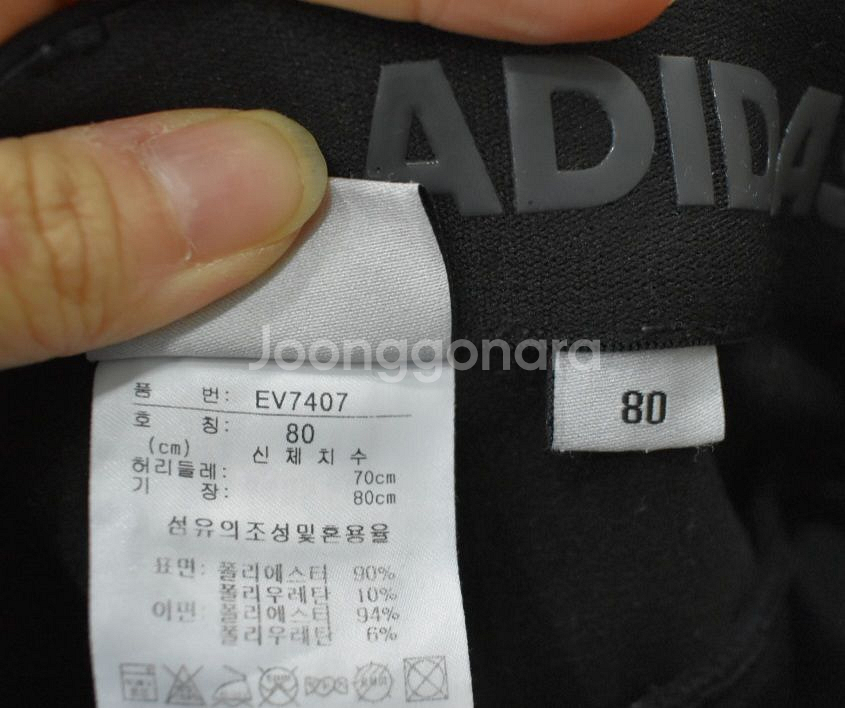 ADIDAS
Joonggonara
품 번: EV7407
호 칭: 80
(cm) 신 체 치 수
허리둘레: 70cm
기 장: 80cm
섬유의조성및혼용율
표면: 폴리에스터 90%
폴리우레탄 10%
이면: 폴리에스터 94%
폴리우레탄 6%
80